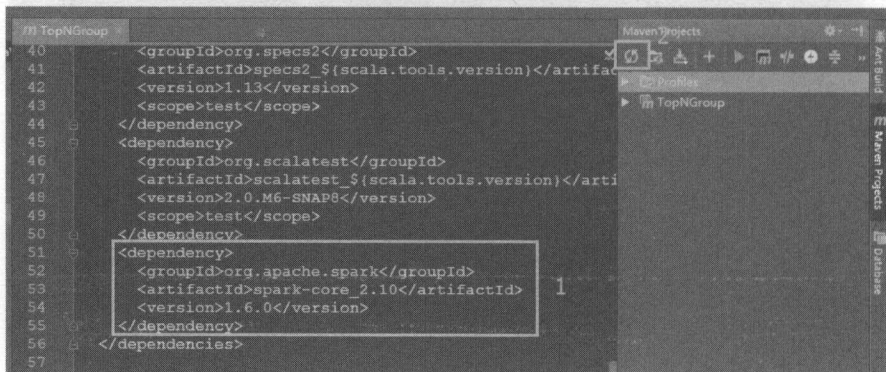 TopNGroup ×
40 <groupId>org.specs2</groupId>
41 <artifactId>specs2_${scala.tools.version}</artifac
42 <version>1.13</version>
43 <scope>test</scope>
44 </dependency>
45 <dependency>
46 <groupId>org.scalatest</groupId>
47 <artifactId>scalatest_${scala.tools.version}</arti
48 <version>2.0.M6-SNAP8</version>
49 <scope>test</scope>
50 </dependency>
51 <dependency>
52 <groupId>org.apache.spark</groupId>
53 <artifactId>spark-core_2.10</artifactId>
54 <version>1.6.0</version>
55 </dependency>
56 </dependencies>
57
1
Maven Projects
2
Profiles
TopNGroup
Ant Build
Maven Projects
Database